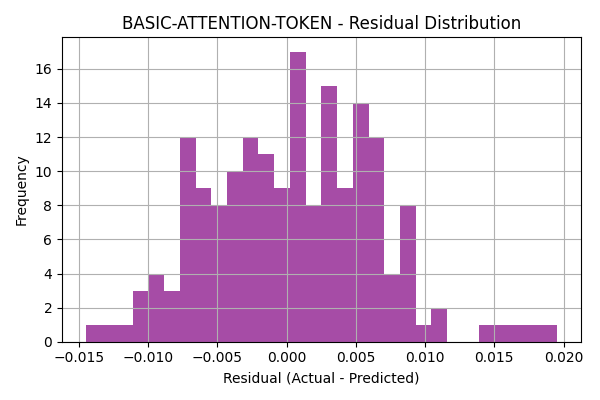 BASIC-ATTENTION-TOKEN - Residual Distribution
16
14
12
10
8
6
4
2
0
Frequency
−0.015 −0.010 −0.005 0.000 0.005 0.010 0.015 0.020
Residual (Actual - Predicted)